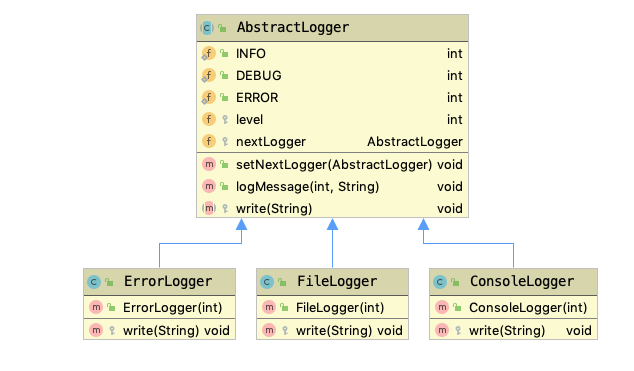 AbstractLogger
INFO int
DEBUG int
ERROR int
level int
nextLogger AbstractLogger
setNextLogger(AbstractLogger) void
logMessage(int, String) void
write(String) void
ErrorLogger
ErrorLogger(int)
write(String) void
FileLogger
FileLogger(int)
write(String) void
ConsoleLogger
ConsoleLogger(int)
write(String) void